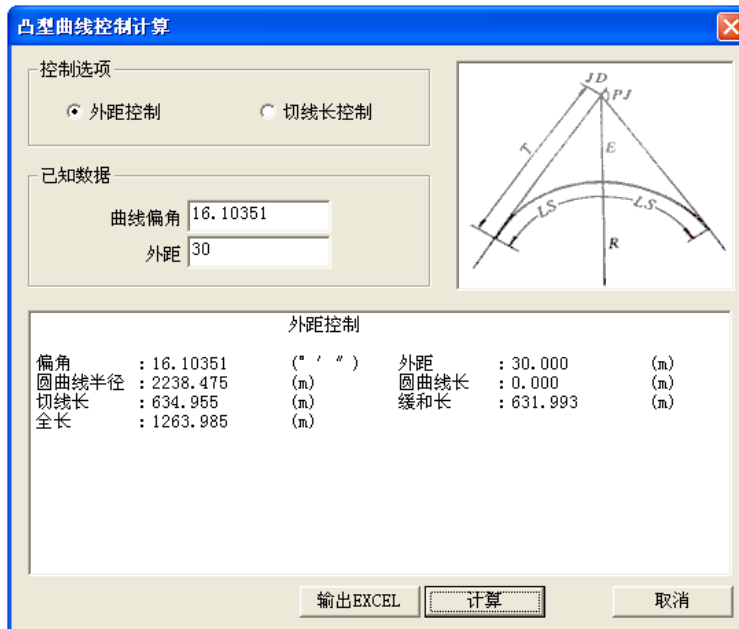 凸型曲线控制计算
控制选项
外距控制
切线长控制
已知数据
曲线偏角 16.10351
外距 30
JD
PJ
T
E
LS
LS
R
外距控制
偏角 : 16.10351 (° ′ ″) 外距 : 30.000 (m)
圆曲线半径 : 2238.475 (m) 圆曲线长 : 0.000 (m)
切线长 : 634.955 (m) 缓和长 : 631.993 (m)
全长 : 1263.985 (m)
输出EXCEL 计算 取消